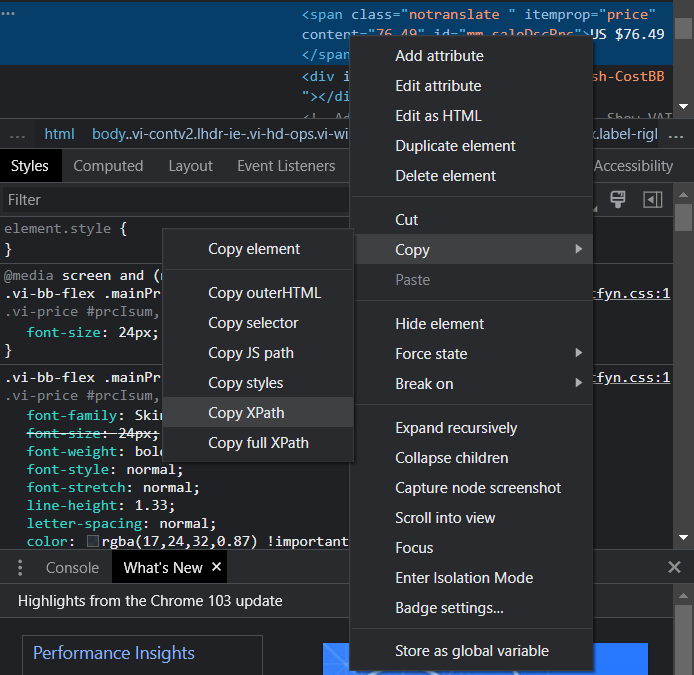 ...
<span class="notranslate " itemprop="price"
content="76.49" id="mm-saleDscPrc">US $76.49
</span
<div i
sh-CostBB
"></di
Show VAT
...
html
body..vi-contv2.lhdr-ie-.vi-hd-ops.vi-wi
x.label-rigl
...
Styles
Computed
Layout
Event Listeners
Accessibility
Filter
element.style {
}
@media screen and (m
.vi-bb-flex .mainPr
cfyn.css:1
.vi-price #prcIsum,
font-size: 24px;
}
.vi-bb-flex .mainPr
cfyn.css:1
.vi-price #prcIsum,
font-family: Skin
font-size: 24px;
font-weight: bol
font-style: normal;
font-stretch: normal;
line-height: 1.33;
letter-spacing: normal;
color: rgba(17,24,32,0.87) !important
Copy element
Copy outerHTML
Copy selector
Copy JS path
Copy styles
Copy XPath
Copy full XPath
Add attribute
Edit attribute
Edit as HTML
Duplicate element
Delete element
Cut
Copy
Paste
Hide element
Force state
Break on
Expand recursively
Collapse children
Capture node screenshot
Scroll into view
Focus
Enter Isolation Mode
Badge settings...
Store as global variable
Console
What's New
Highlights from the Chrome 103 update
Performance Insights